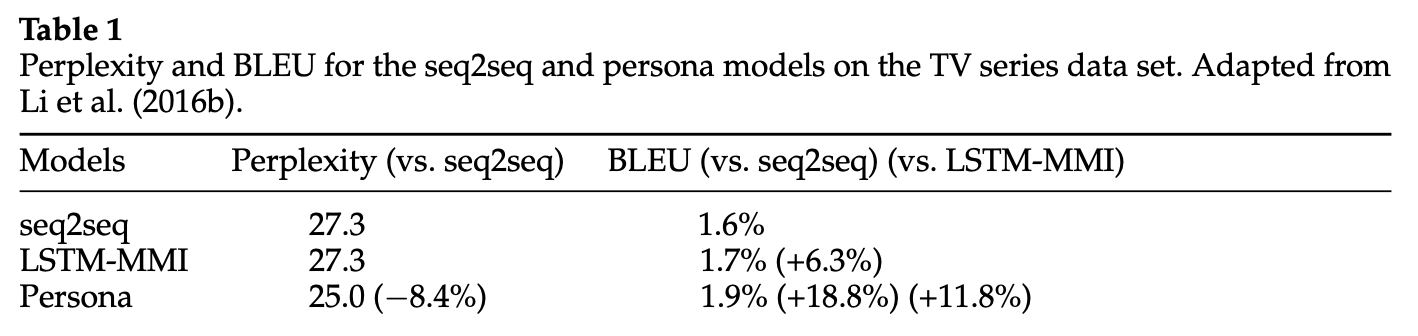 Table 1
Perplexity and BLEU for the seq2seq and persona models on the TV series data set. Adapted from
Li et al. (2016b).
Models Perplexity (vs. seq2seq) BLEU (vs. seq2seq) (vs. LSTM-MMI)
seq2seq 27.3 1.6%
LSTM-MMI 27.3 1.7% (+6.3%)
Persona 25.0 (−8.4%) 1.9% (+18.8%) (+11.8%)